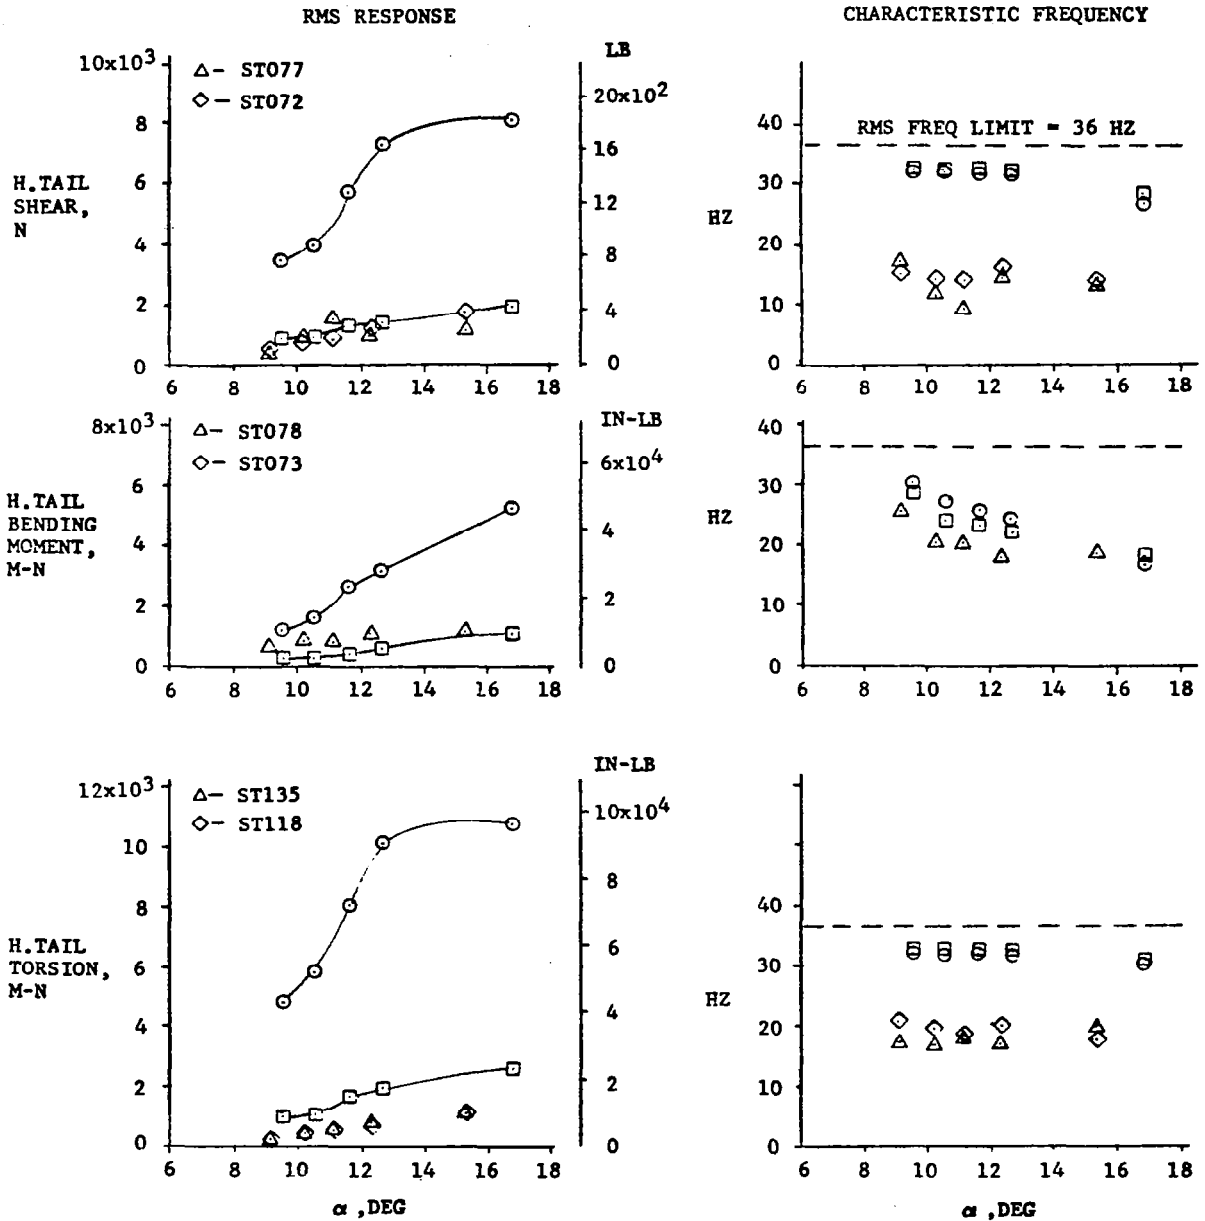 RMS RESPONSE
CHARACTERISTIC FREQUENCY
10x10³
8
6
4
2
0
H.TAIL
SHEAR,
N
△- ST077
◇- ST072
LB
20x10²
16
12
8
4
0
6 8 10 12 14 16 18
40
30
20
10
0
HZ
RMS FREQ LIMIT = 36 HZ
6 10 12 14 16 18
8x10³
6
4
2
0
H.TAIL
BENDING
MOMENT,
M-N
△- ST078
◇- ST073
IN-LB
6x10⁴
4
2
0
6 8 10 12 14 16 18
40
30
20
10
0
HZ
6 10 12 14 16 18
12x10³
10
8
6
4
2
0
H.TAIL
TORSION,
M-N
△- ST135
◇- ST118
IN-LB
10x10⁴
8
6
4
2
0
6 8 10 12 14 16 18
α ,DEG
40
30
20
10
0
HZ
6 8 10 12 14 16 18
α ,DEG